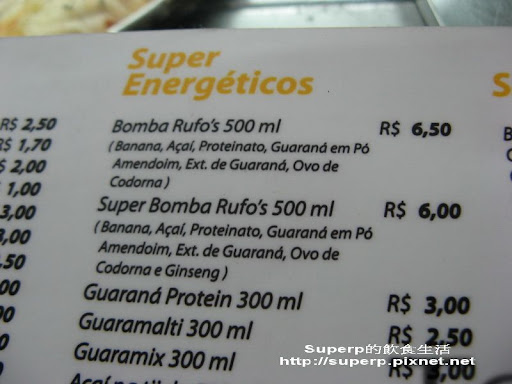 Super
Energéticos
R$ 2,50
R$ 1,70
$ 2,00
1,00
3,00
3,00
,50
00
Bomba Rufo's 500 ml R$ 6,50
( Banana, Açaí, Proteinato, Guaraná em Pó
Amendoim, Ext. de Guaraná, Ovo de
Codorna )
Super Bomba Rufo's 500 ml R$ 6,00
( Banana, Açaí, Proteinato, Guaraná em Pó
Amendoim, Ext. de Guaraná, Ovo de
Codorna e Ginseng )
Guaraná Protein 300 ml R$ 3,00
Guaramalti 300 ml R$ 2,50
Guaramix 300 ml R$
Superp的飲食生活
http://superp.pixnet.net